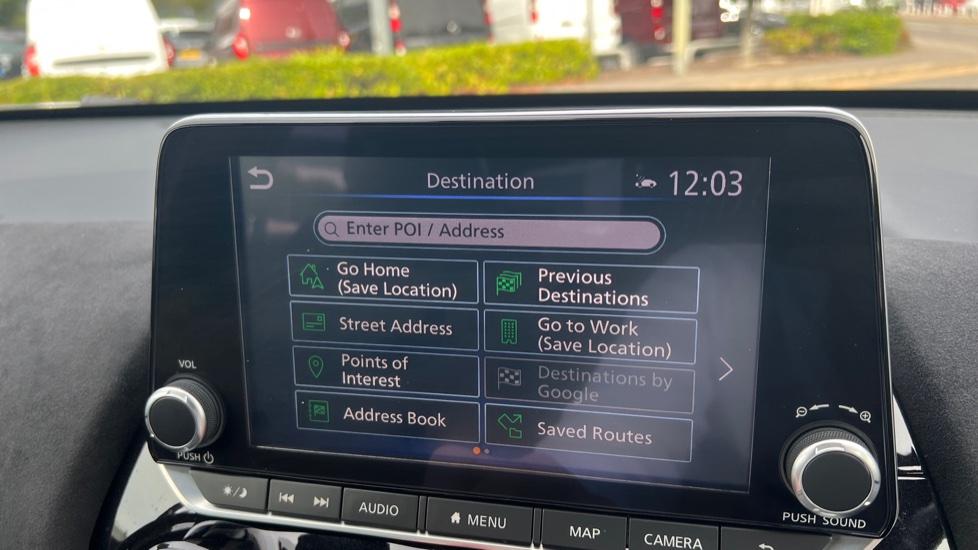 Destination
12:03
Enter POI / Address
Go Home
(Save Location)
Previous
Destinations
Street Address
Go to Work
(Save Location)
Points of
Interest
Destinations by
Google
Address Book
Saved Routes
VOL
PUSH
PUSH SOUND
AUDIO
MENU
MAP
CAMERA